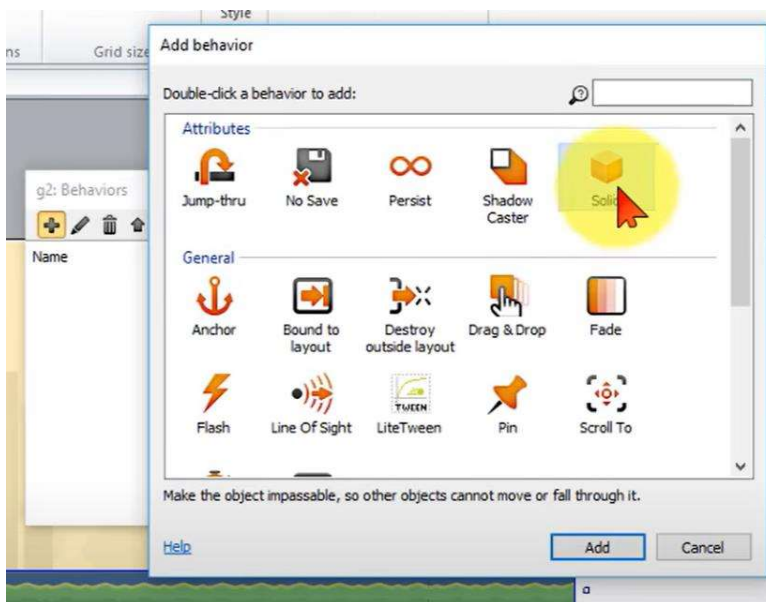 Style
ns
Grid size
Add behavior
Double-click a behavior to add:
Attributes
Jump-thru
No Save
Persist
Shadow
Caster
Solid
g2: Behaviors
Name
General
Anchor
Bound to
layout
Destroy
outside layout
Drag & Drop
Fade
TWEEN
Flash
Line Of Sight
LiteTween
Pin
Scroll To
Make the object impassable, so other objects cannot move or fall through it.
Help
Add
Cancel